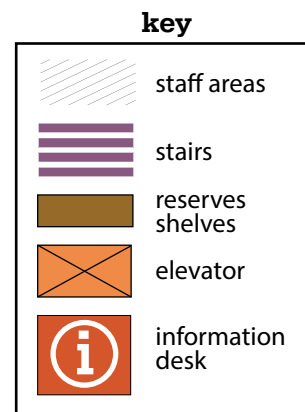 key
staff areas
stairs
reserves
shelves
elevator
information
desk